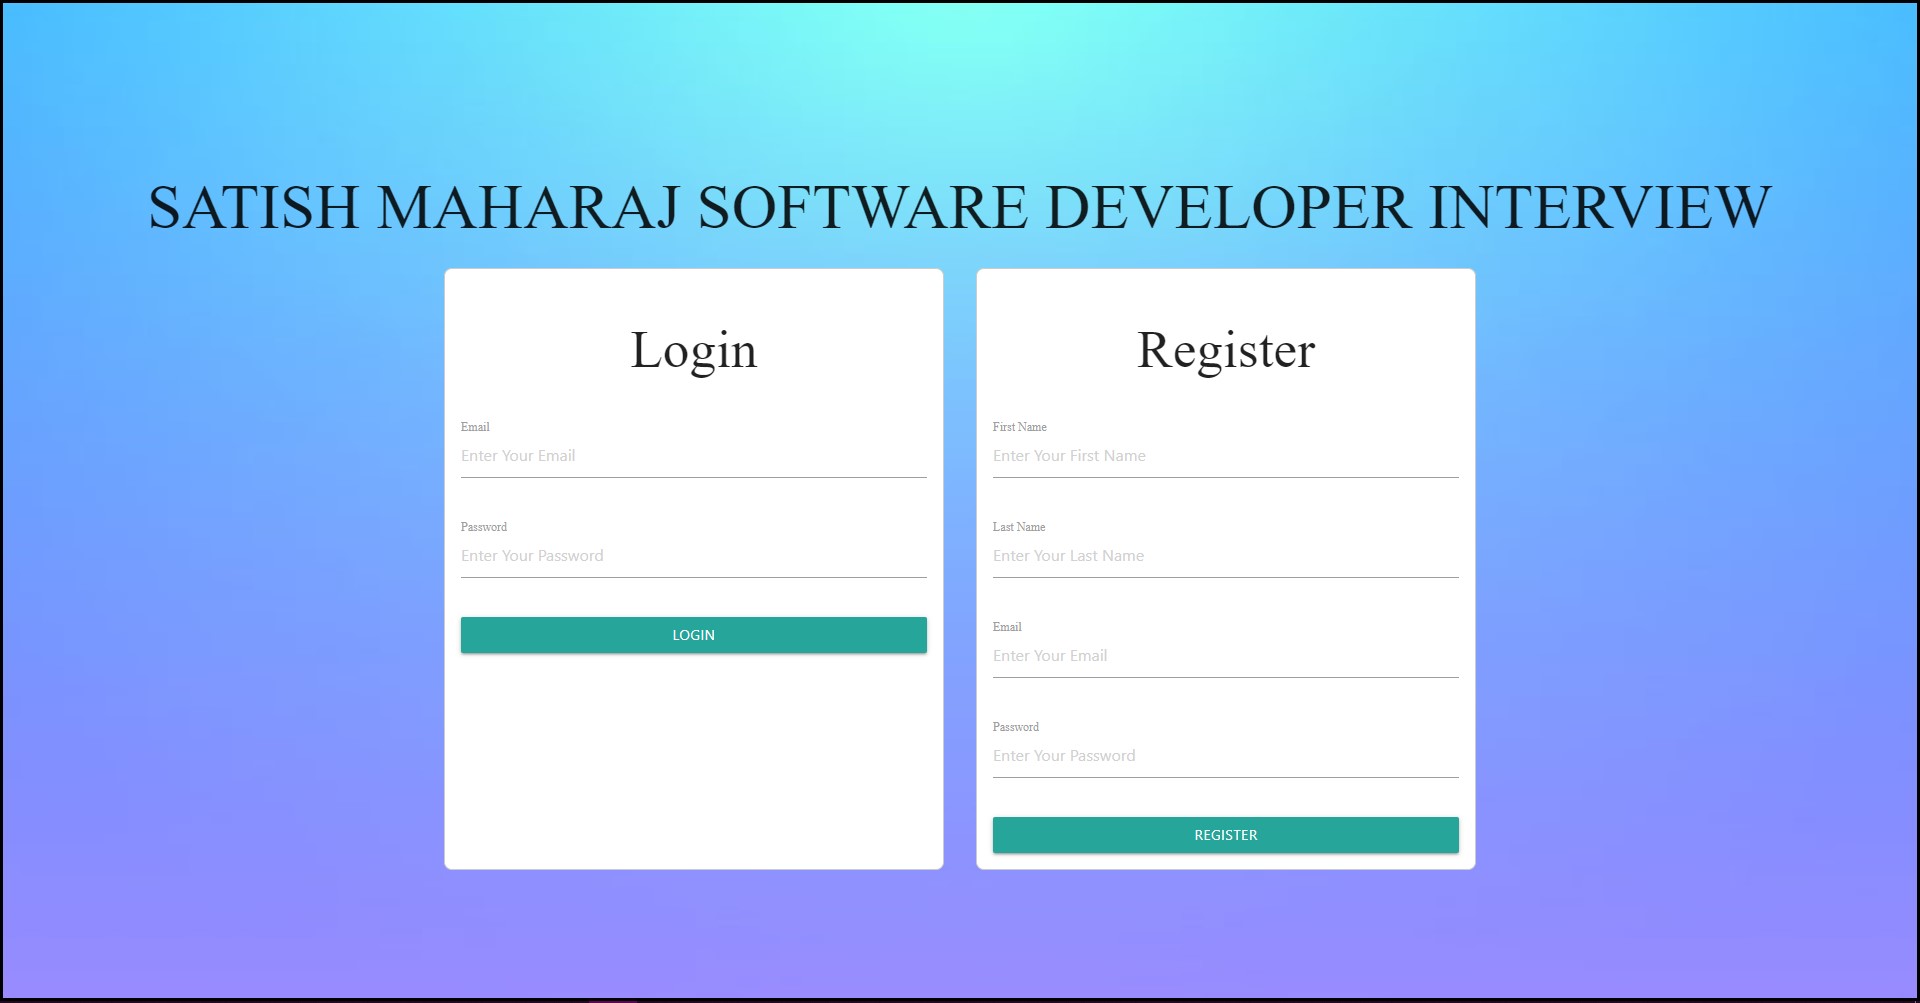 SATISH MAHARAJ SOFTWARE DEVELOPER INTERVIEW
Login
Email
Enter Your Email
Password
Enter Your Password
LOGIN
Register
First Name
Enter Your First Name
Last Name
Enter Your Last Name
Email
Enter Your Email
Password
Enter Your Password
REGISTER